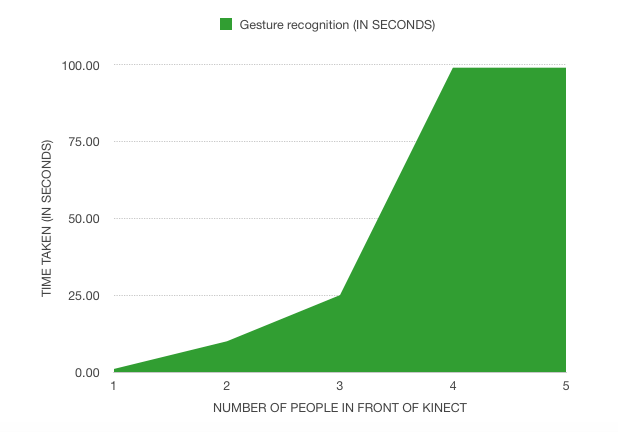 Gesture recognition (IN SECONDS)
100.00
75.00
50.00
25.00
0.00
TIME TAKEN (IN SECONDS)
1 2 3 4 5
NUMBER OF PEOPLE IN FRONT OF KINECT